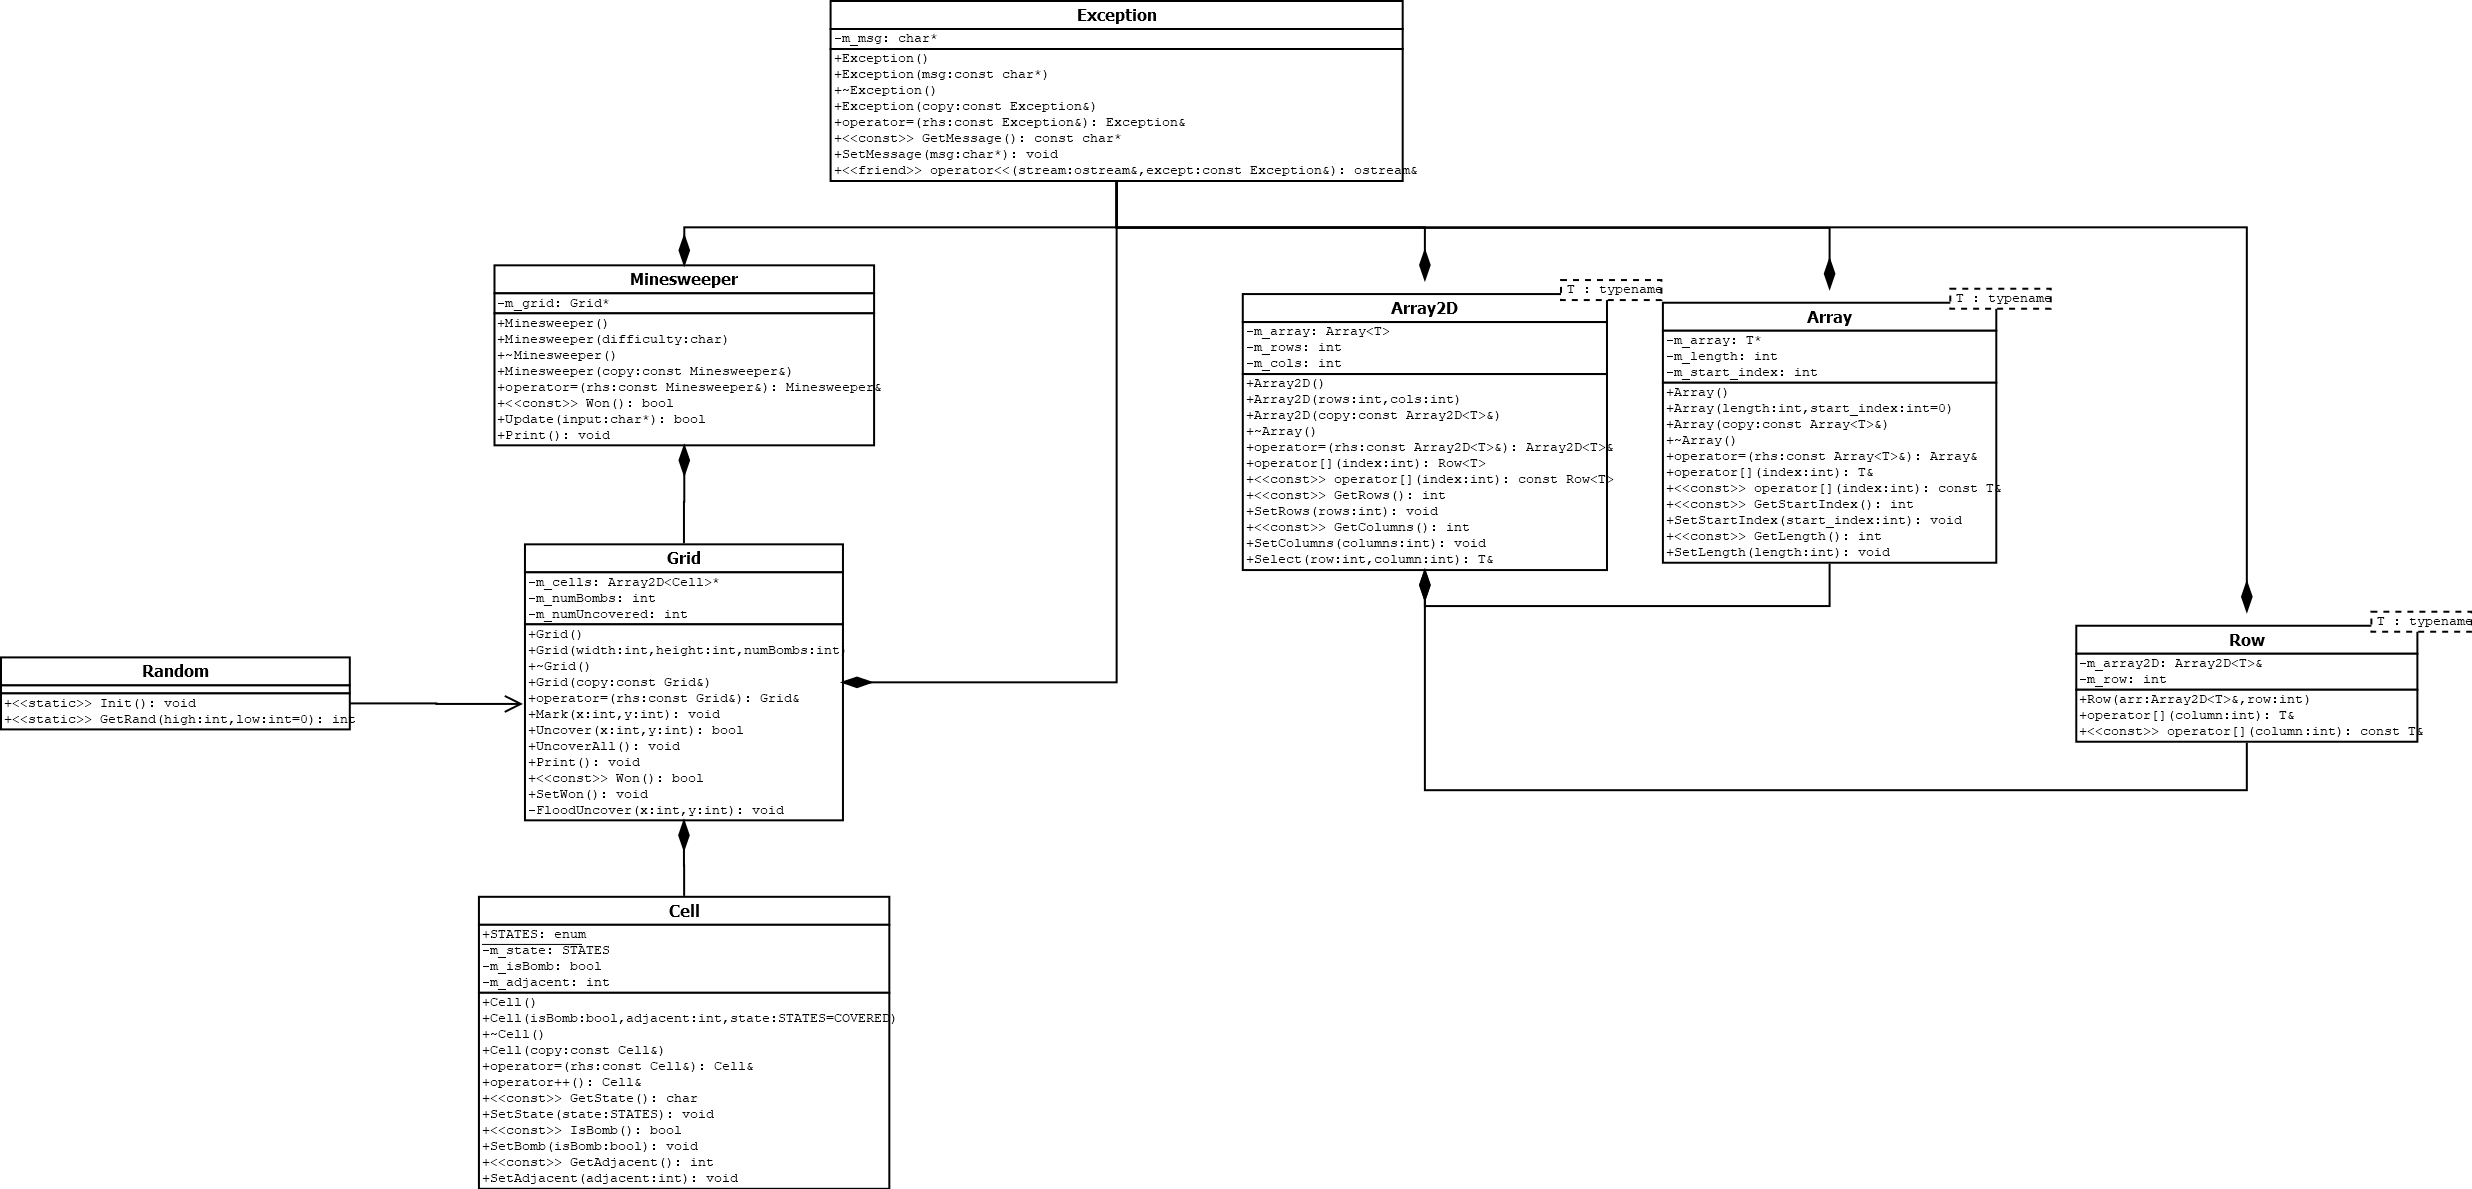 Exception
-m_msg: char*
+Exception()
+Exception(msg:const char*)
+~Exception()
+Exception(copy:const Exception&)
+operator=(rhs:const Exception&): Exception&
+<<const>> GetMessage(): const char*
+SetMessage(msg:char*): void
+<<friend>> operator<<(stream:ostream&,except:const Exception&): ostream&
Minesweeper
-m_grid: Grid*
+Minesweeper()
+Minesweeper(difficulty:char)
+~Minesweeper()
+Minesweeper(copy:const Minesweeper&)
+operator=(rhs:const Minesweeper&): Minesweeper&
+<<const>> Won(): bool
+Update(input:char*): bool
+Print(): void
T : typename
Array2D
-m_array: Array<T>
-m_rows: int
-m_cols: int
+Array2D()
+Array2D(rows:int,cols:int)
+Array2D(copy:const Array2D<T>&)
+~Array()
+operator=(rhs:const Array2D<T>&): Array2D<T>&
+operator[](index:int): Row<T>
+<<const>> operator[](index:int): const Row<T>
+<<const>> GetRows(): int
+SetRows(rows:int): void
+<<const>> GetColumns(): int
+SetColumns(columns:int): void
+Select(row:int,column:int): T&
T : typename
Array
-m_array: T*
-m_length: int
-m_start_index: int
+Array()
+Array(length:int,start_index:int=0)
+Array(copy:const Array<T>&)
+~Array()
+operator=(rhs:const Array<T>&): Array&
+operator[](index:int): T&
+<<const>> operator[](index:int): const T&
+<<const>> GetStartIndex(): int
+SetStartIndex(start_index:int): void
+<<const>> GetLength(): int
+SetLength(length:int): void
Grid
-m_cells: Array2D<Cell>*
-m_numBombs: int
-m_numUncovered: int
+Grid()
+Grid(width:int,height:int,numBombs:int)
+~Grid()
+Grid(copy:const Grid&)
+operator=(rhs:const Grid&): Grid&
+Mark(x:int,y:int): void
+Uncover(x:int,y:int): bool
+UncoverAll(): void
+Print(): void
+<<const>> Won(): bool
+SetWon(): void
-FloodUncover(x:int,y:int): void
Random
+<<static>> Init(): void
+<<static>> GetRand(high:int,low:int=0): int
T : typename
Row
-m_array2D: Array2D<T>&
-m_row: int
+Row(arr:Array2D<T>&,row:int)
+operator[](column:int): T&
+<<const>> operator[](column:int): const T&
Cell
+STATES: enum
-m_state: STATES
-m_isBomb: bool
-m_adjacent: int
+Cell()
+Cell(isBomb:bool,adjacent:int,state:STATES=COVERED)
+~Cell()
+Cell(copy:const Cell&)
+operator=(rhs:const Cell&): Cell&
+operator++(): Cell&
+<<const>> GetState(): char
+SetState(state:STATES): void
+<<const>> IsBomb(): bool
+SetBomb(isBomb:bool): void
+<<const>> GetAdjacent(): int
+SetAdjacent(adjacent:int): void